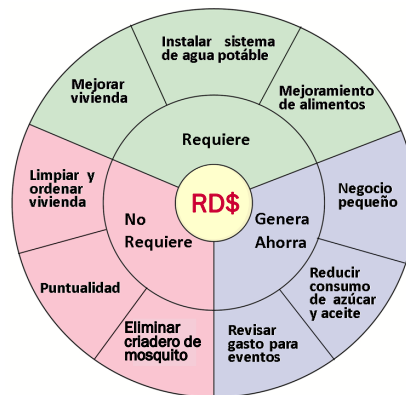 Instalar sistema
de agua potáble
Mejorar
vivienda
Mejoramiento
de alimentos
Requiere
Limpiar y
ordenar
vivienda
No
Requiere
RD$
Genera
Ahorra
Negocio
pequeño
Puntualidad
Reducir
consumo
de azúcar
y aceite
Eliminar
criadero de
mosquito
Revisar
gasto para
eventos